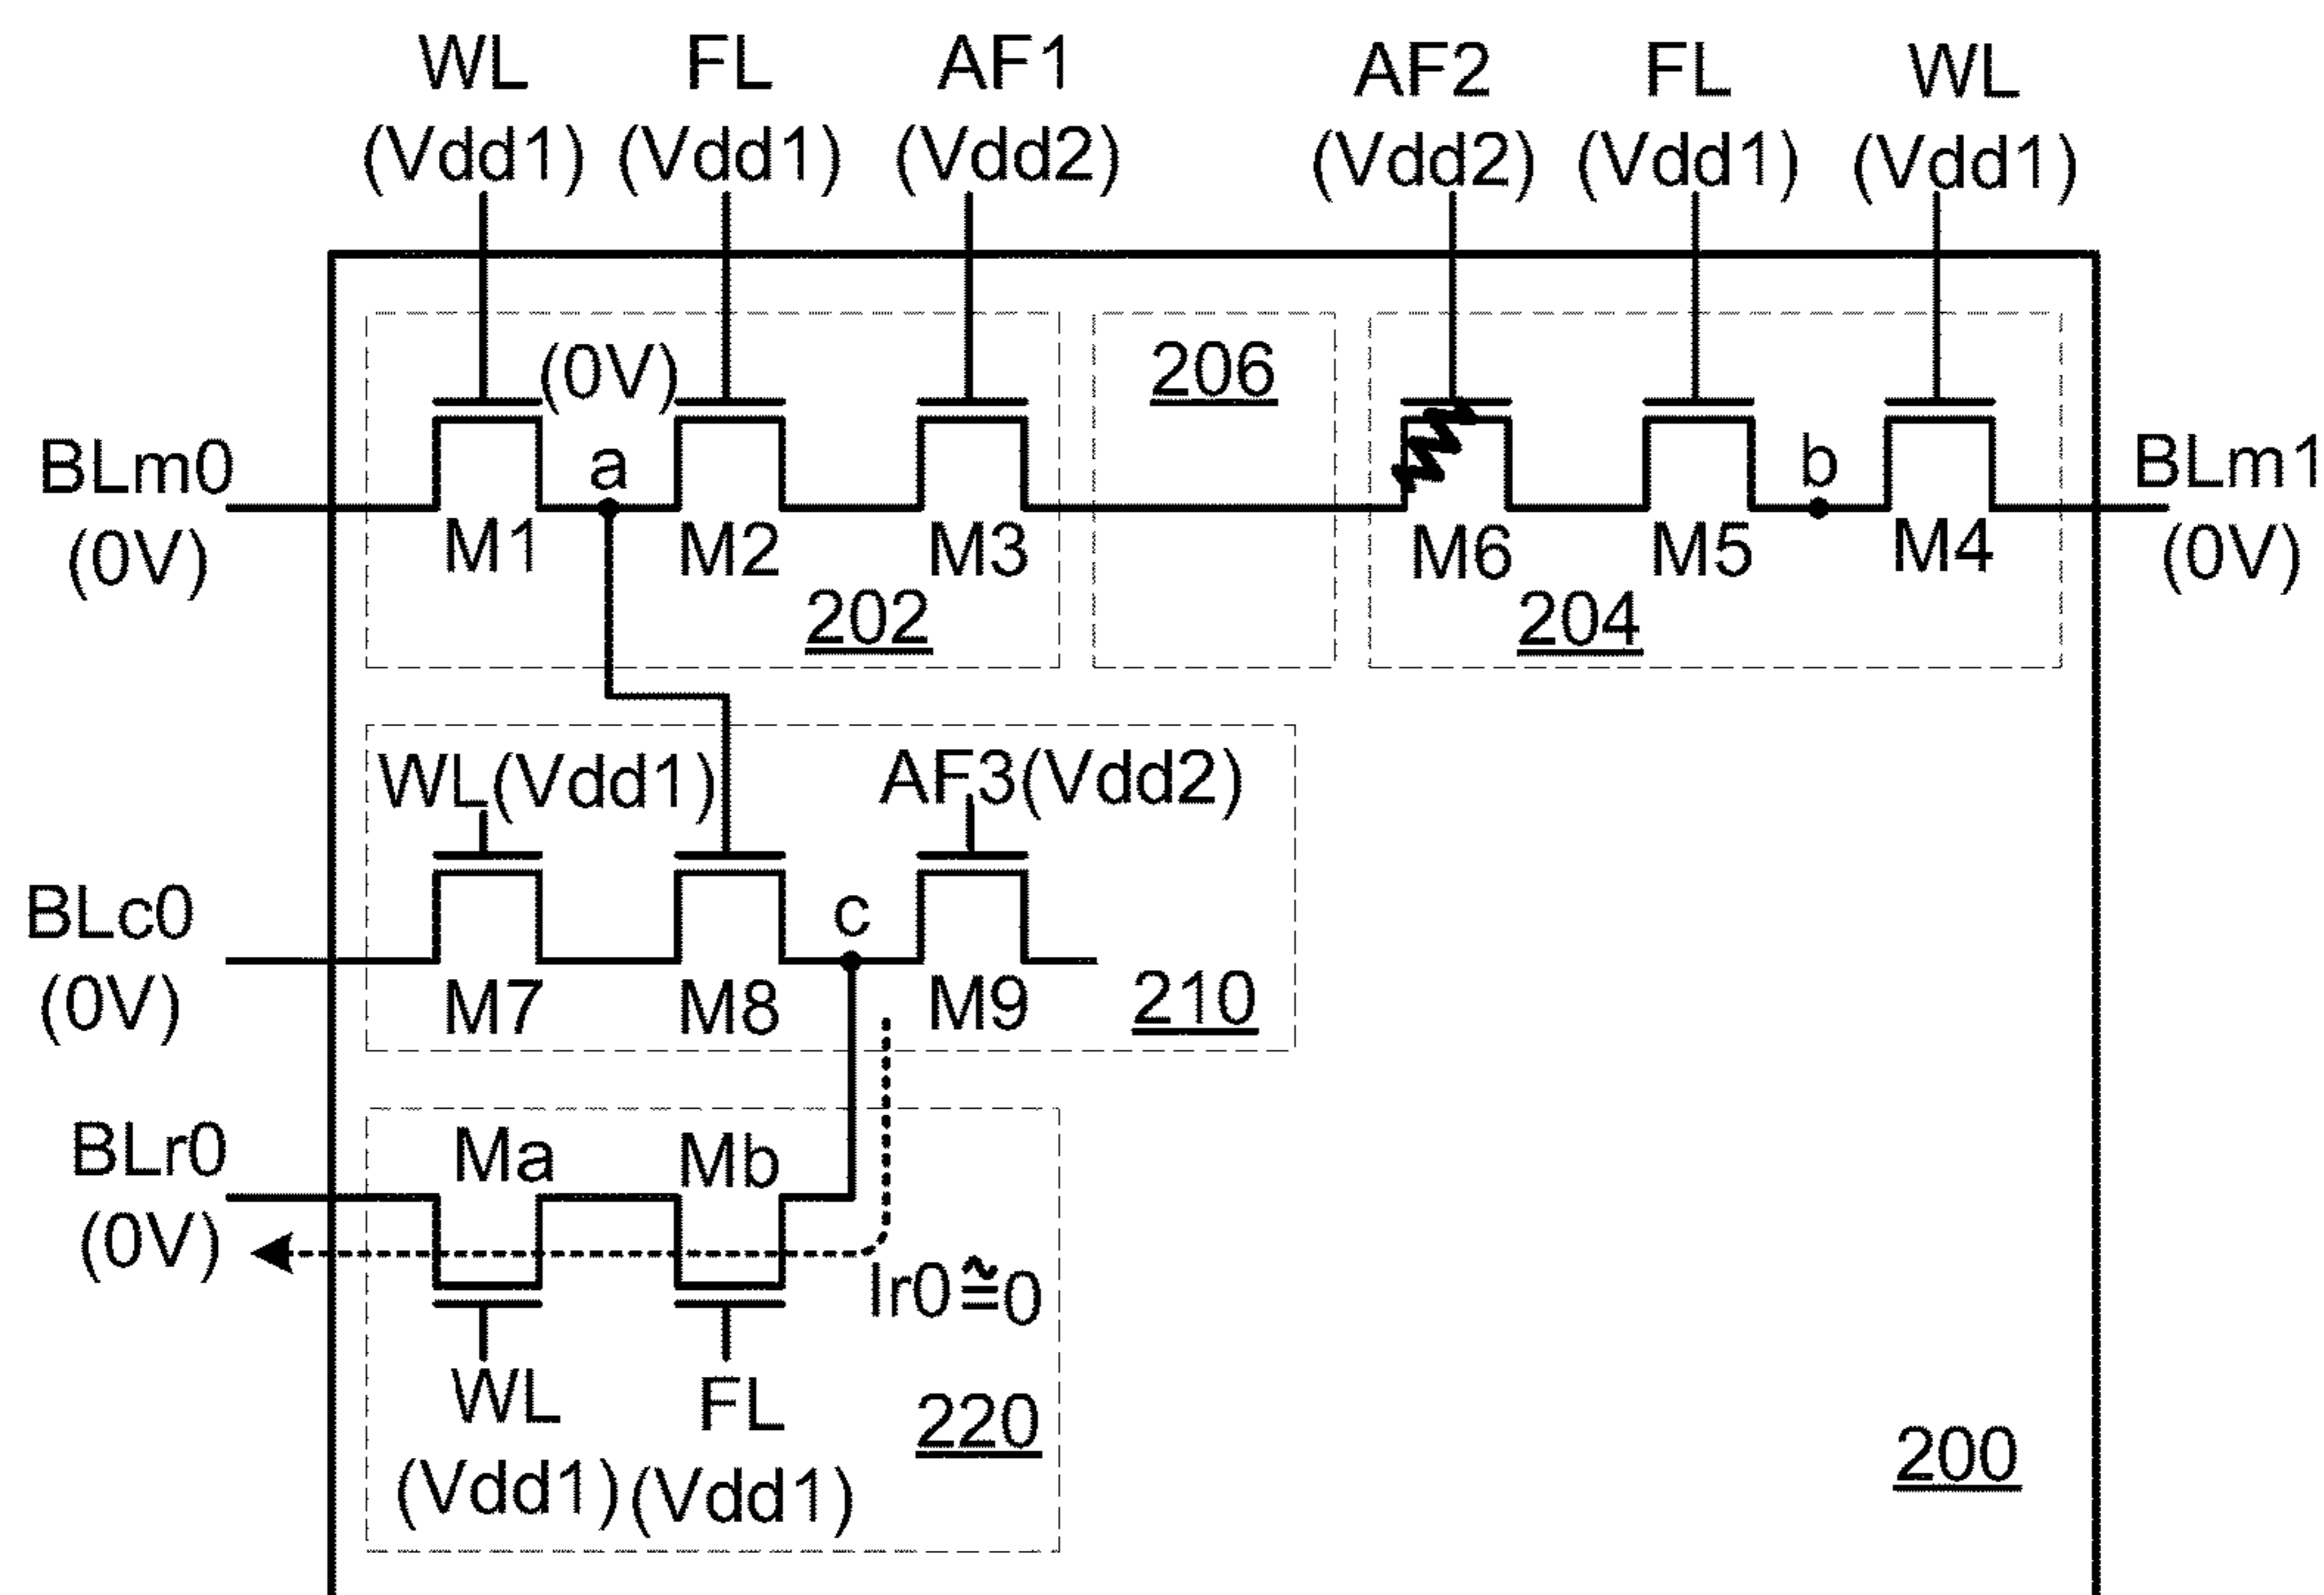 WL FL AF1 AF2 FL WL
(Vdd1) (Vdd1) (Vdd2) (Vdd2) (Vdd1) (Vdd1)
(0V) 206
BLm0 a b BLm1
(0V) M1 M2 M3 M6 M5 M4 (0V)
202 204
WL(Vdd1) AF3(Vdd2)
BLc0 c
(0V) M7 M8 M9 210
BLr0 Ma Mb
(0V) Ir0≅0
WL FL 220
(Vdd1) (Vdd1) 200